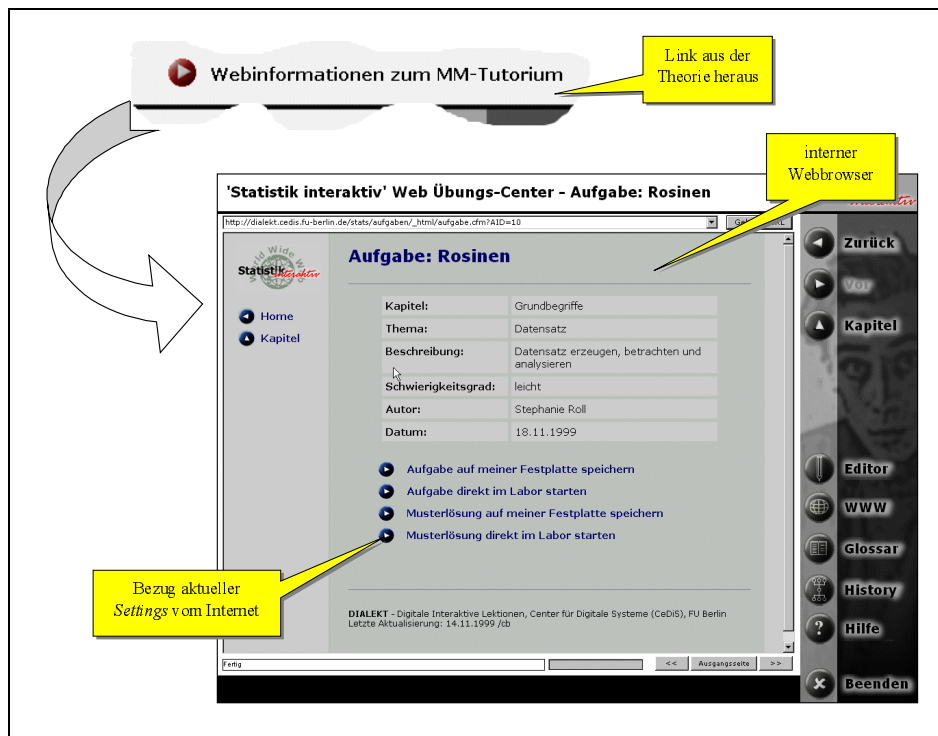 Webinformationen zum MM-Tutorium
Link aus der
Theorie heraus
interner
Webbrowser
'Statistik interaktiv' Web Übungs-Center - Aufgabe: Rosinen
interaktiv
http://dialekt.cedis.fu-berlin.de/stats/aufgaben/_html/aufgabe.cfm?AID=10
World Wide Web
Statistik
interaktiv
Home
Kapitel
Aufgabe: Rosinen
Kapitel: Grundbegriffe
Thema: Datensatz
Beschreibung: Datensatz erzeugen, betrachten und
analysieren
Schwierigkeitsgrad: leicht
Autor: Stephanie Roll
Datum: 18.11.1999
Aufgabe auf meiner Festplatte speichern
Aufgabe direkt im Labor starten
Musterlösung auf meiner Festplatte speichern
Musterlösung direkt im Labor starten
Bezug aktueller
Settings vom Internet
DIALEKT - Digitale Interaktive Lektionen, Center für Digitale Systeme (CeDiS), FU Berlin
Letzte Aktualisierung: 14.11.1999 /cb
Fertig
<< Ausgangsseite >>
Zurück
Vor
Kapitel
Editor
WWW
Glossar
History
Hilfe
Beenden